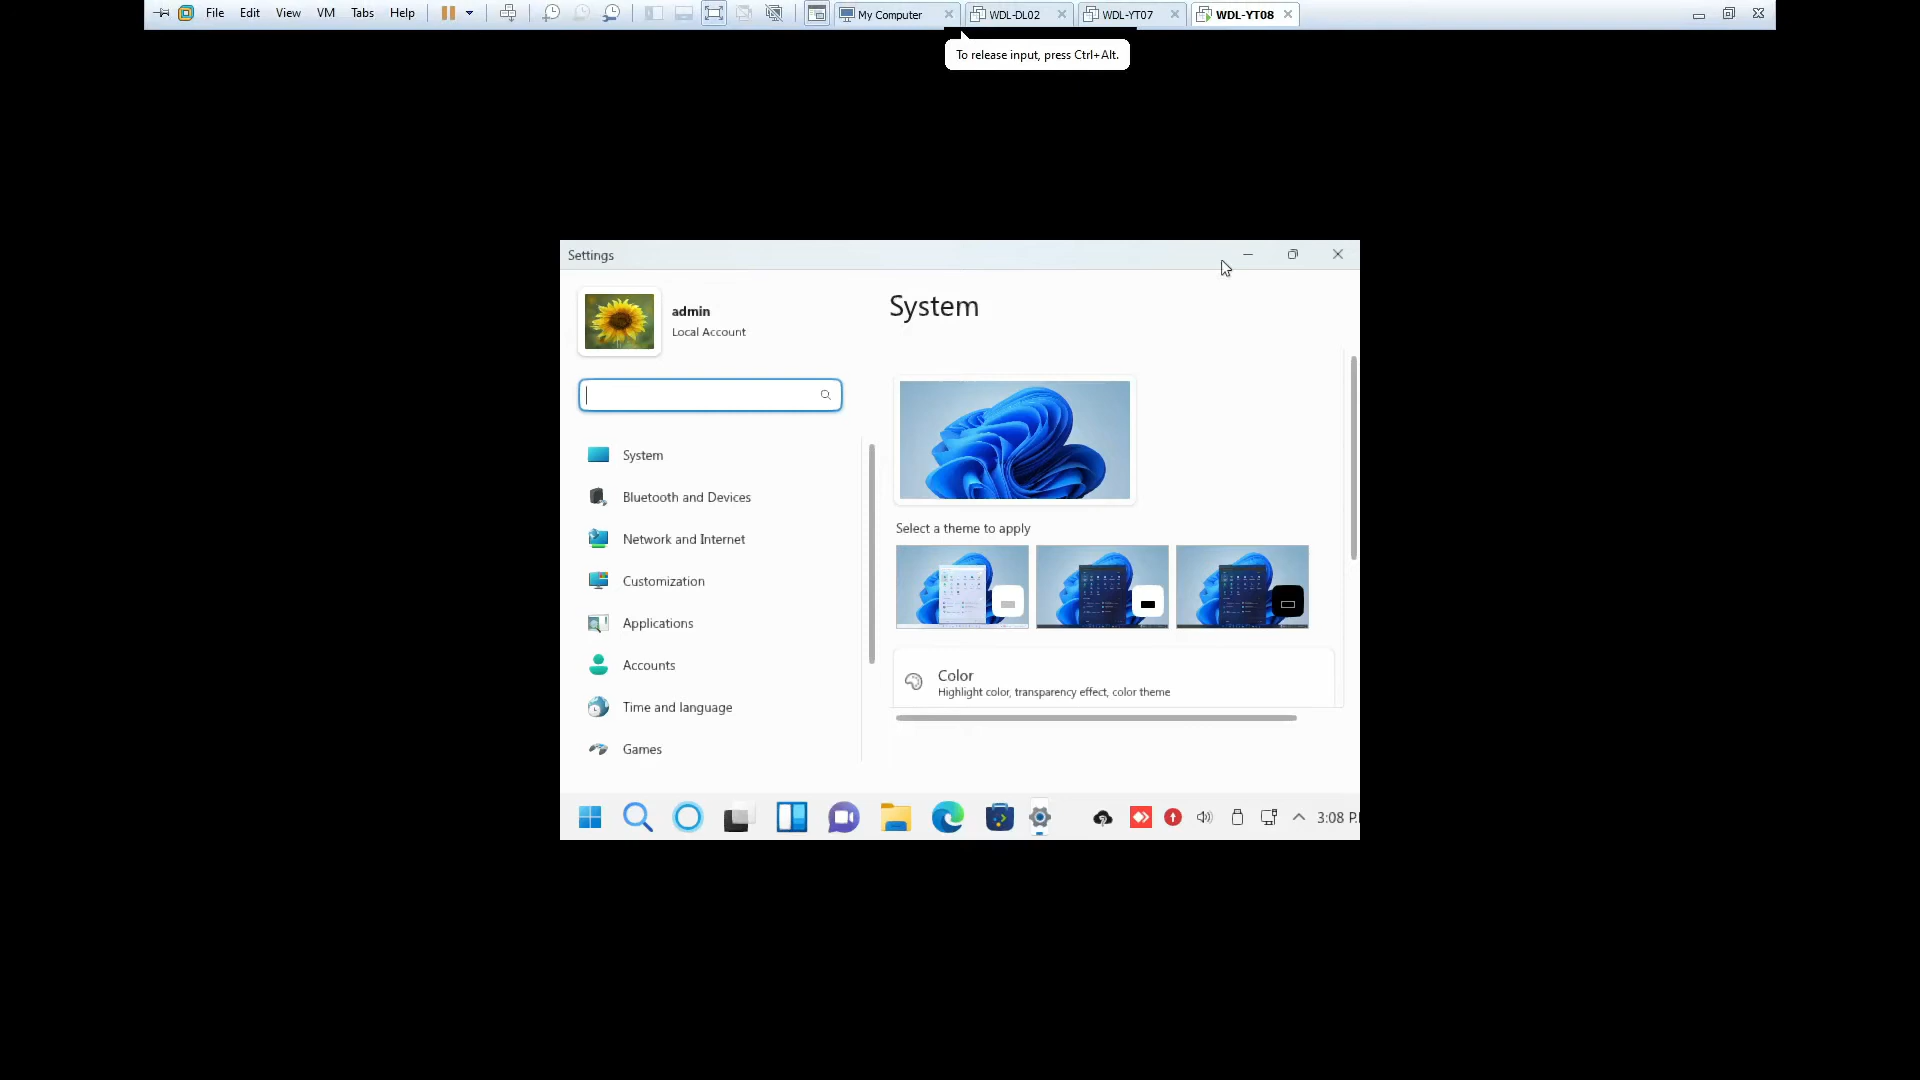 File Edit View VM Tabs Help My Computer WDL-DL02 WDL-YT07 WDL-YT08
To release input, press Ctrl+Alt.
Settings
admin
Local Account
System
Bluetooth and Devices
Network and Internet
Customization
Applications
Accounts
Time and language
Games
System
Select a theme to apply
Color
Highlight color, transparency effect, color theme
3:08 P.